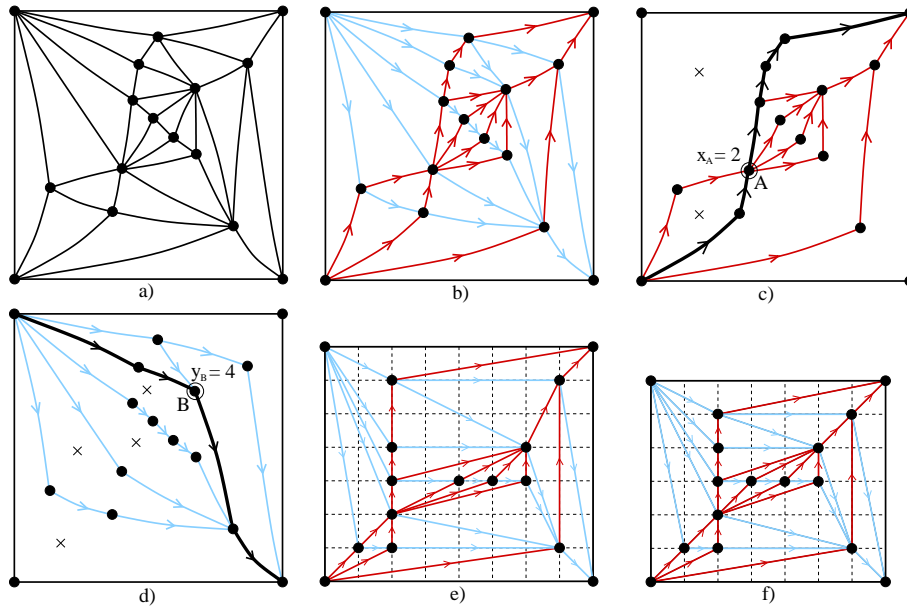 a)
b)
x_A = 2
A
c)
y_B = 4
B
d)
e)
f)